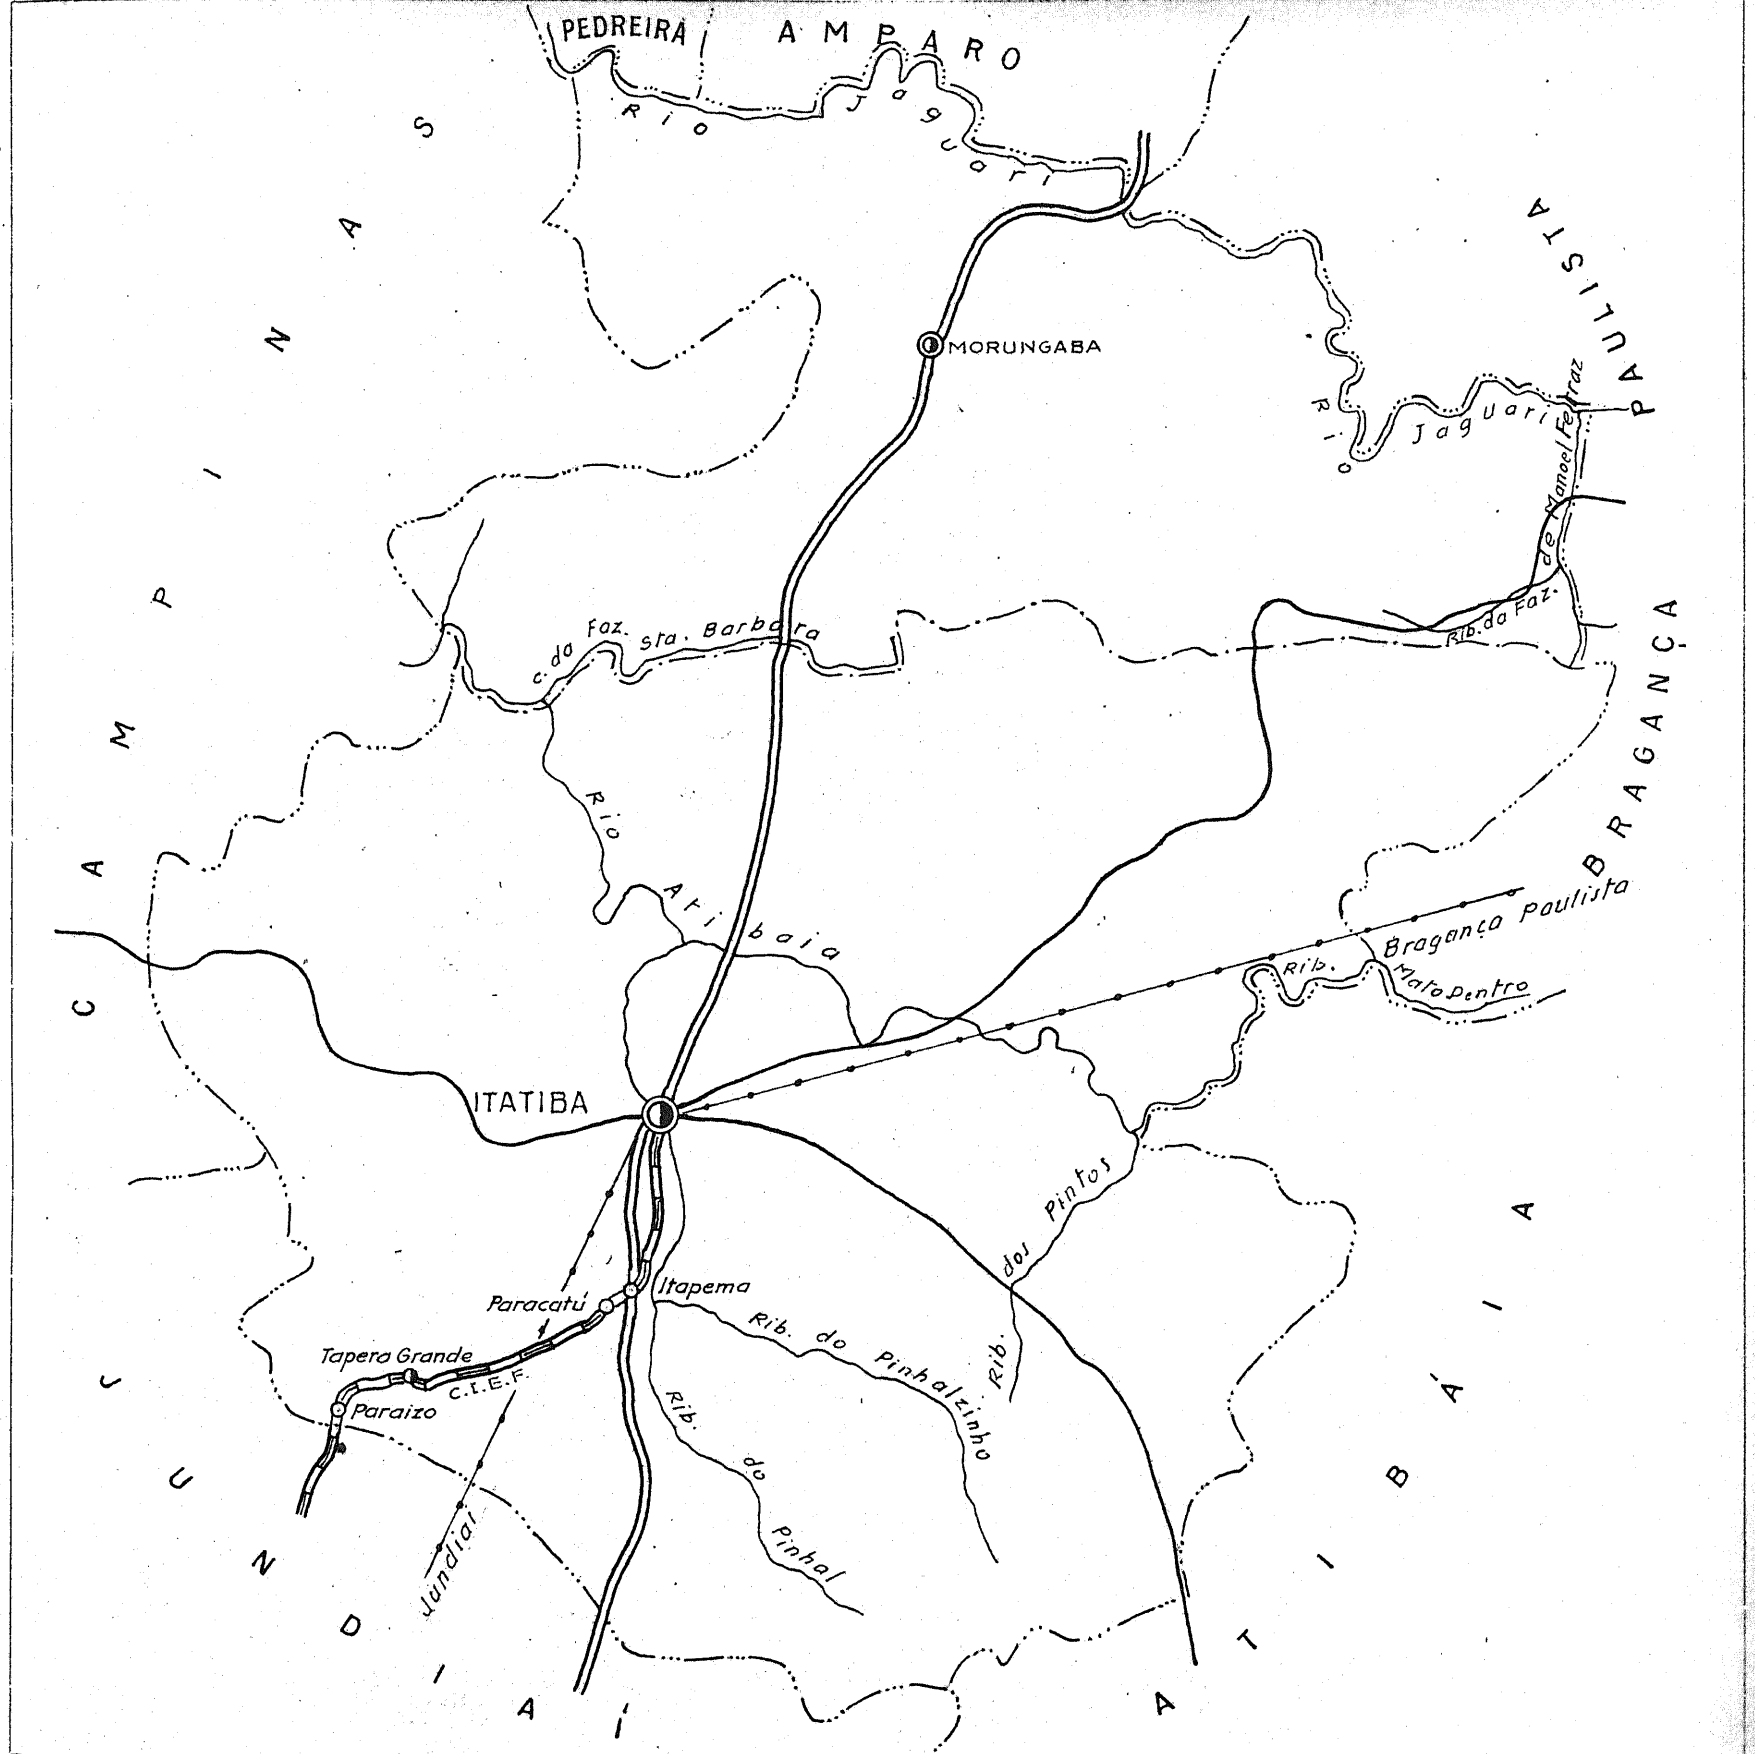 PEDREIRA
AMPARO
Rio Jaguari
CAMPINAS
BRAGANÇA PAULISTA
MORUNGABA
Rio Jaguari
Rib. da Faz. de Manoel Ferraz
C. da Faz. Sta. Barbara
Rio Atibaia
Bragança Paulista
Rib. Mato Dentro
ITATIBA
Rib. dos Pintos
Itapema
Paracatú
Rib. do Pinhalzinho
Tapera Grande
C.I.E.F.
Paraizo
Rib. do Pinhal
Jundiaí
JUNDIAÍ
ATIBÁIA